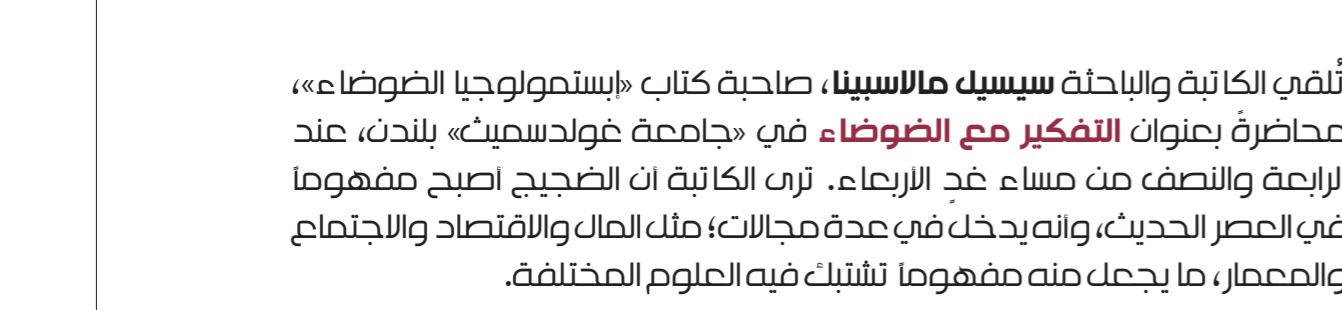 تُلقي الكاتبة والباحثة سيسيل مالاسبينا، صاحبة كتاب «إبستمولوجيا الضوضاء»،
محاضرةً بعنوان التفكير مع الضوضاء في «جامعة غولدسميث» بلندن، عند
الرابعة والنصف من مساء غدٍ الأربعاء. ترى الكاتبة أن الضجيج أصبح مفهوماً
في العصر الحديث، وأنه يدخل في عدة مجالات؛ مثل المال والاقتصاد والاجتماع
والمعمار، ما يجعل منه مفهوماً تشتبك فيه العلوم المختلفة.